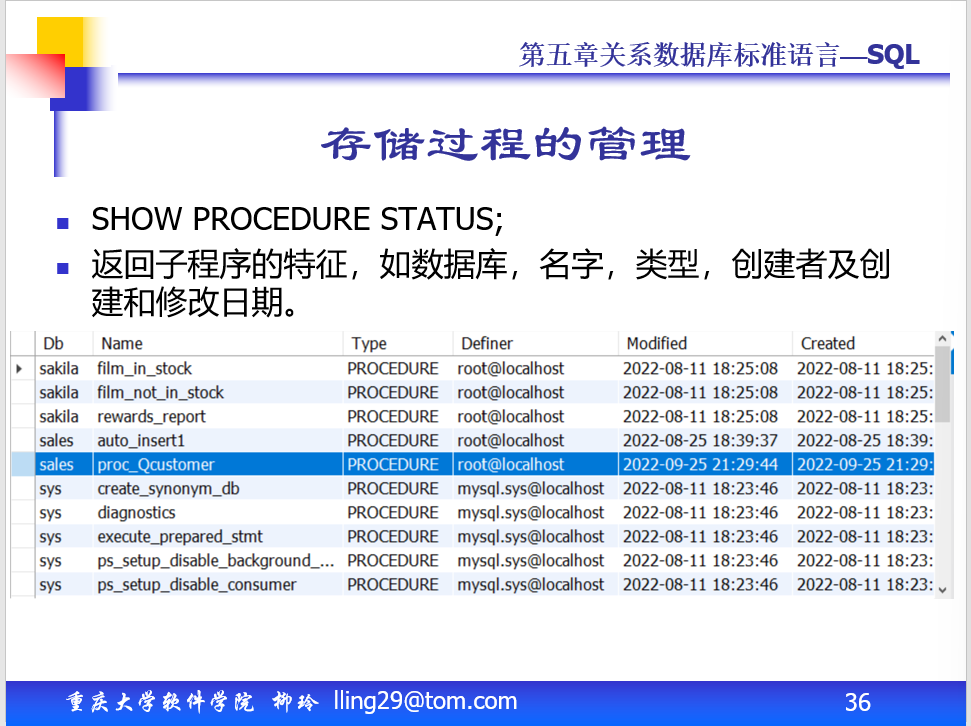 第五章关系数据库标准语言—SQL
存储过程的管理
SHOW PROCEDURE STATUS;
返回子程序的特征，如数据库，名字，类型，创建者及创
建和修改日期。
Db Name Type Definer Modified Created
sakila film_in_stock PROCEDURE root@localhost 2022-08-11 18:25:08 2022-08-11 18:25:
sakila film_not_in_stock PROCEDURE root@localhost 2022-08-11 18:25:08 2022-08-11 18:25:
sakila rewards_report PROCEDURE root@localhost 2022-08-11 18:25:08 2022-08-11 18:25:
sales auto_insert1 PROCEDURE root@localhost 2022-08-25 18:39:37 2022-08-25 18:39:
sales proc_Qcustomer PROCEDURE root@localhost 2022-09-25 21:29:44 2022-09-25 21:29:
sys create_synonym_db PROCEDURE mysql.sys@localhost 2022-08-11 18:23:46 2022-08-11 18:23:
sys diagnostics PROCEDURE mysql.sys@localhost 2022-08-11 18:23:46 2022-08-11 18:23:
sys execute_prepared_stmt PROCEDURE mysql.sys@localhost 2022-08-11 18:23:46 2022-08-11 18:23:
sys ps_setup_disable_background_... PROCEDURE mysql.sys@localhost 2022-08-11 18:23:46 2022-08-11 18:23:
sys ps_setup_disable_consumer PROCEDURE mysql.sys@localhost 2022-08-11 18:23:46 2022-08-11 18:23:
重庆大学软件学院 柳玲 lling29@tom.com 36